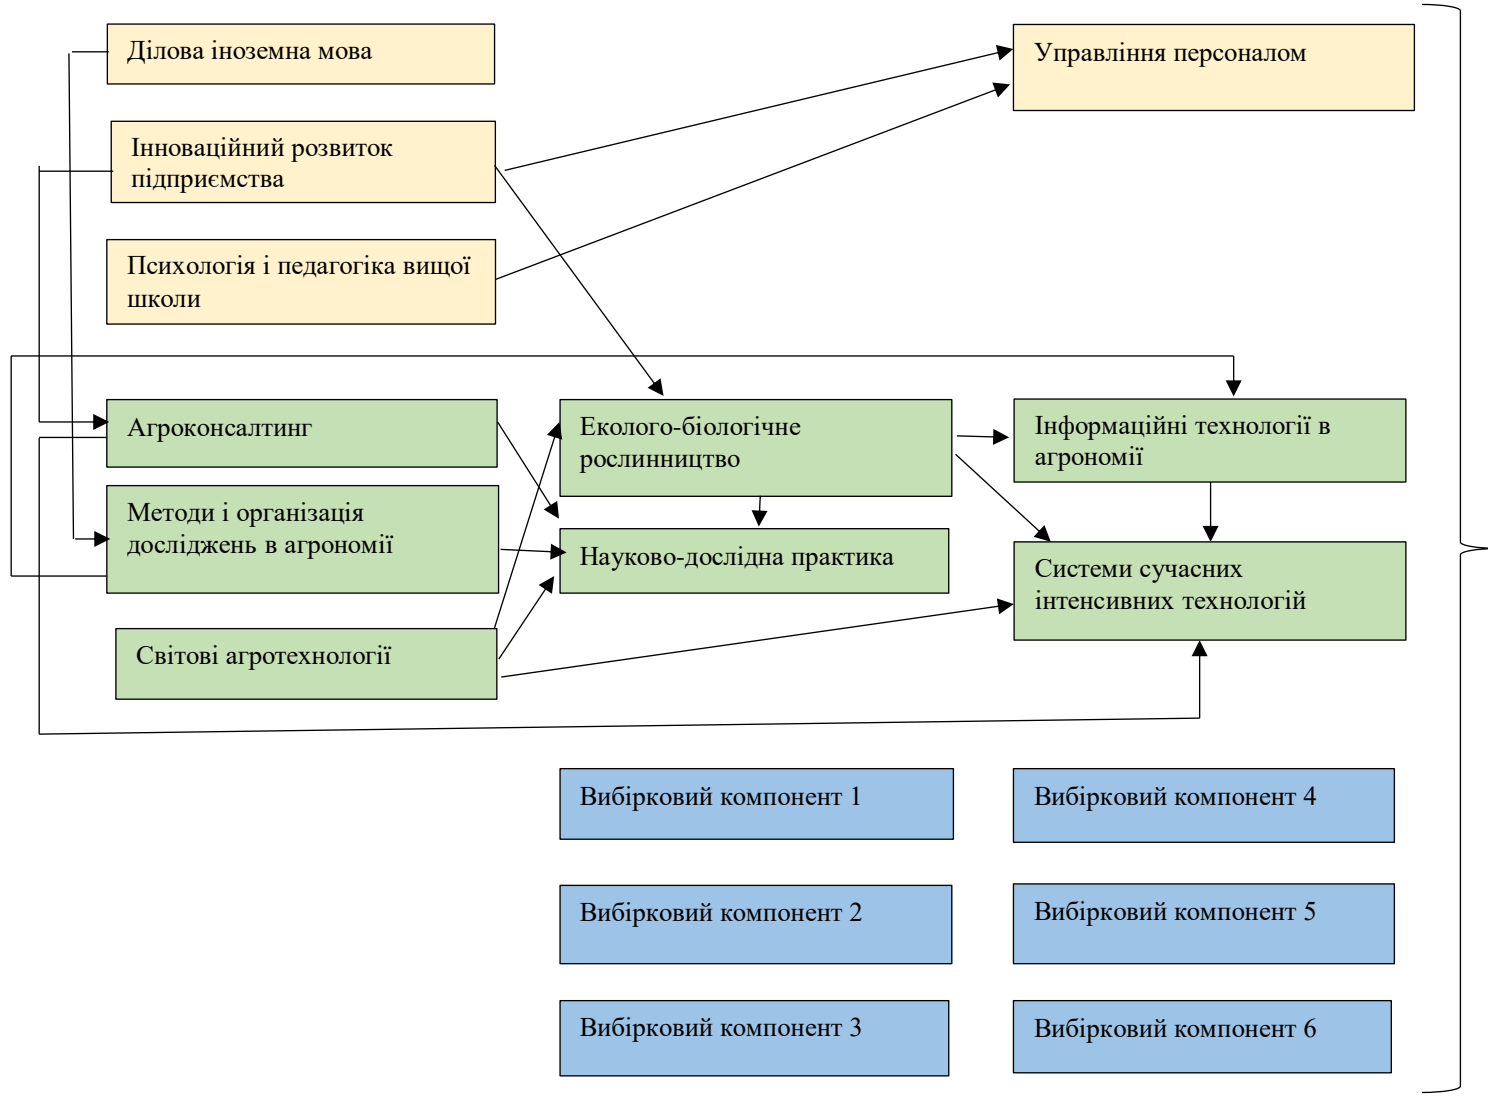 Ділова іноземна мова
Управління персоналом
Інноваційний розвиток
підприємства
Психологія і педагогіка вищої
школи
Агроконсалтинг
Еколого-біологічне
рослинництво
Інформаційні технології в
агрономії
Методи і організація
досліджень в агрономії
Науково-дослідна практика
Системи сучасних
інтенсивних технологій
Світові агротехнології
Вибірковий компонент 1
Вибірковий компонент 4
Вибірковий компонент 2
Вибірковий компонент 5
Вибірковий компонент 3
Вибірковий компонент 6